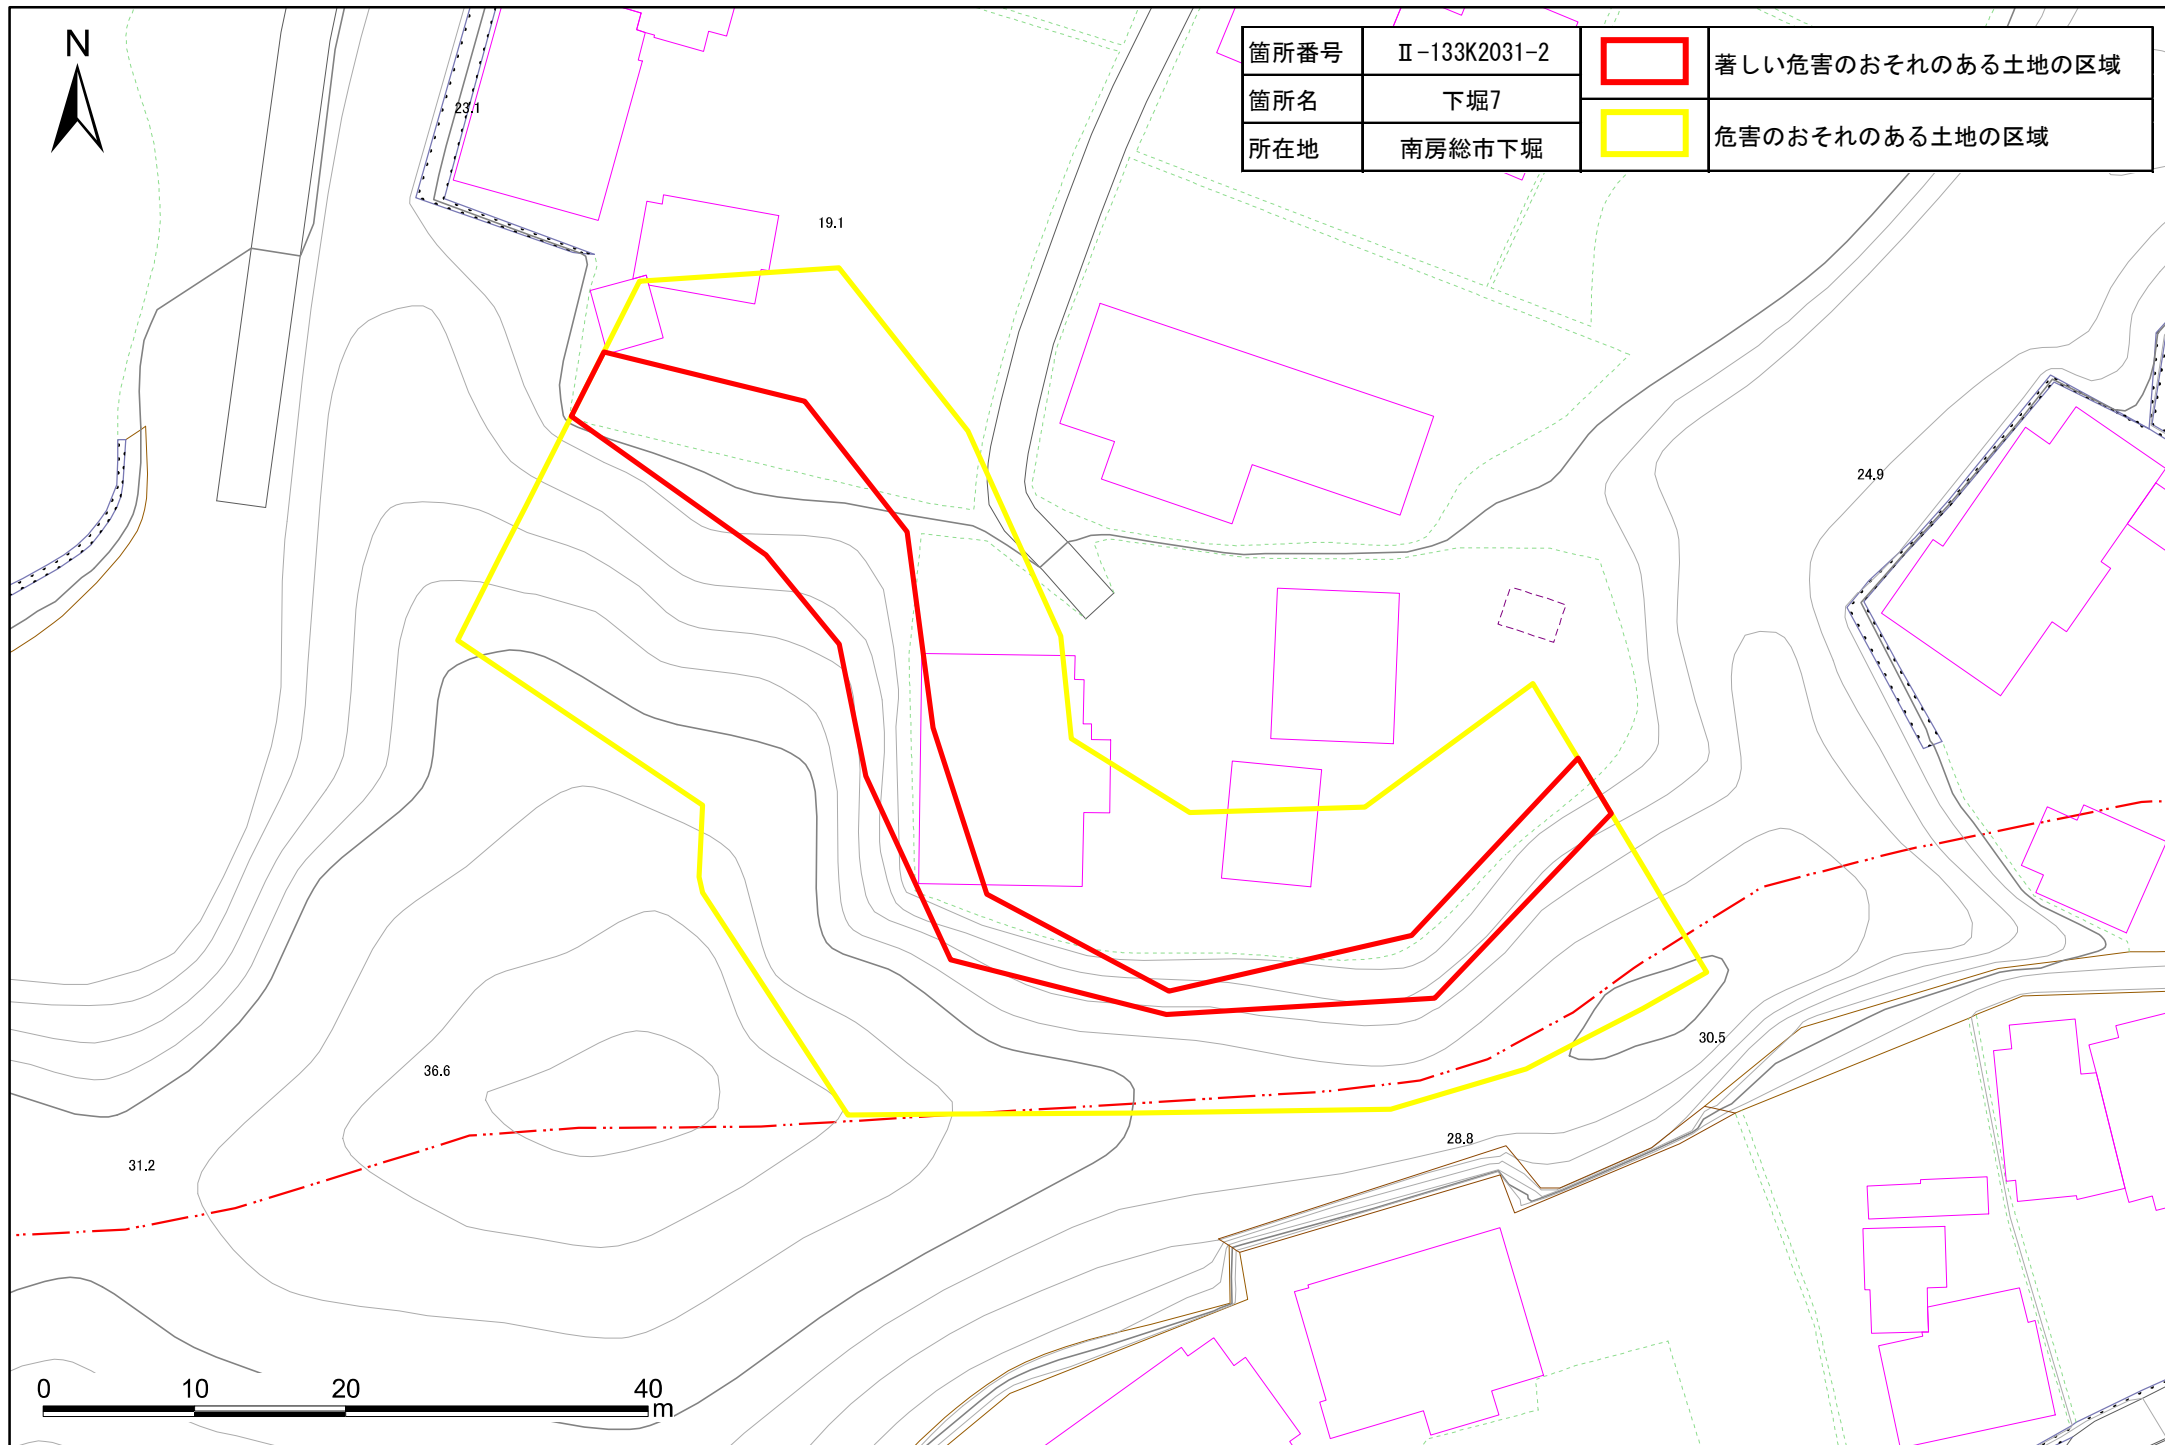 N
箇所番号 Ⅱ-133K2031-2 著しい危害のおそれのある土地の区域
箇所名 下堀7
危害のおそれのある土地の区域
所在地 南房総市下堀
23.1
19.1
24.9
30.5
36.6
28.8
31.2
0 10 20 40
m